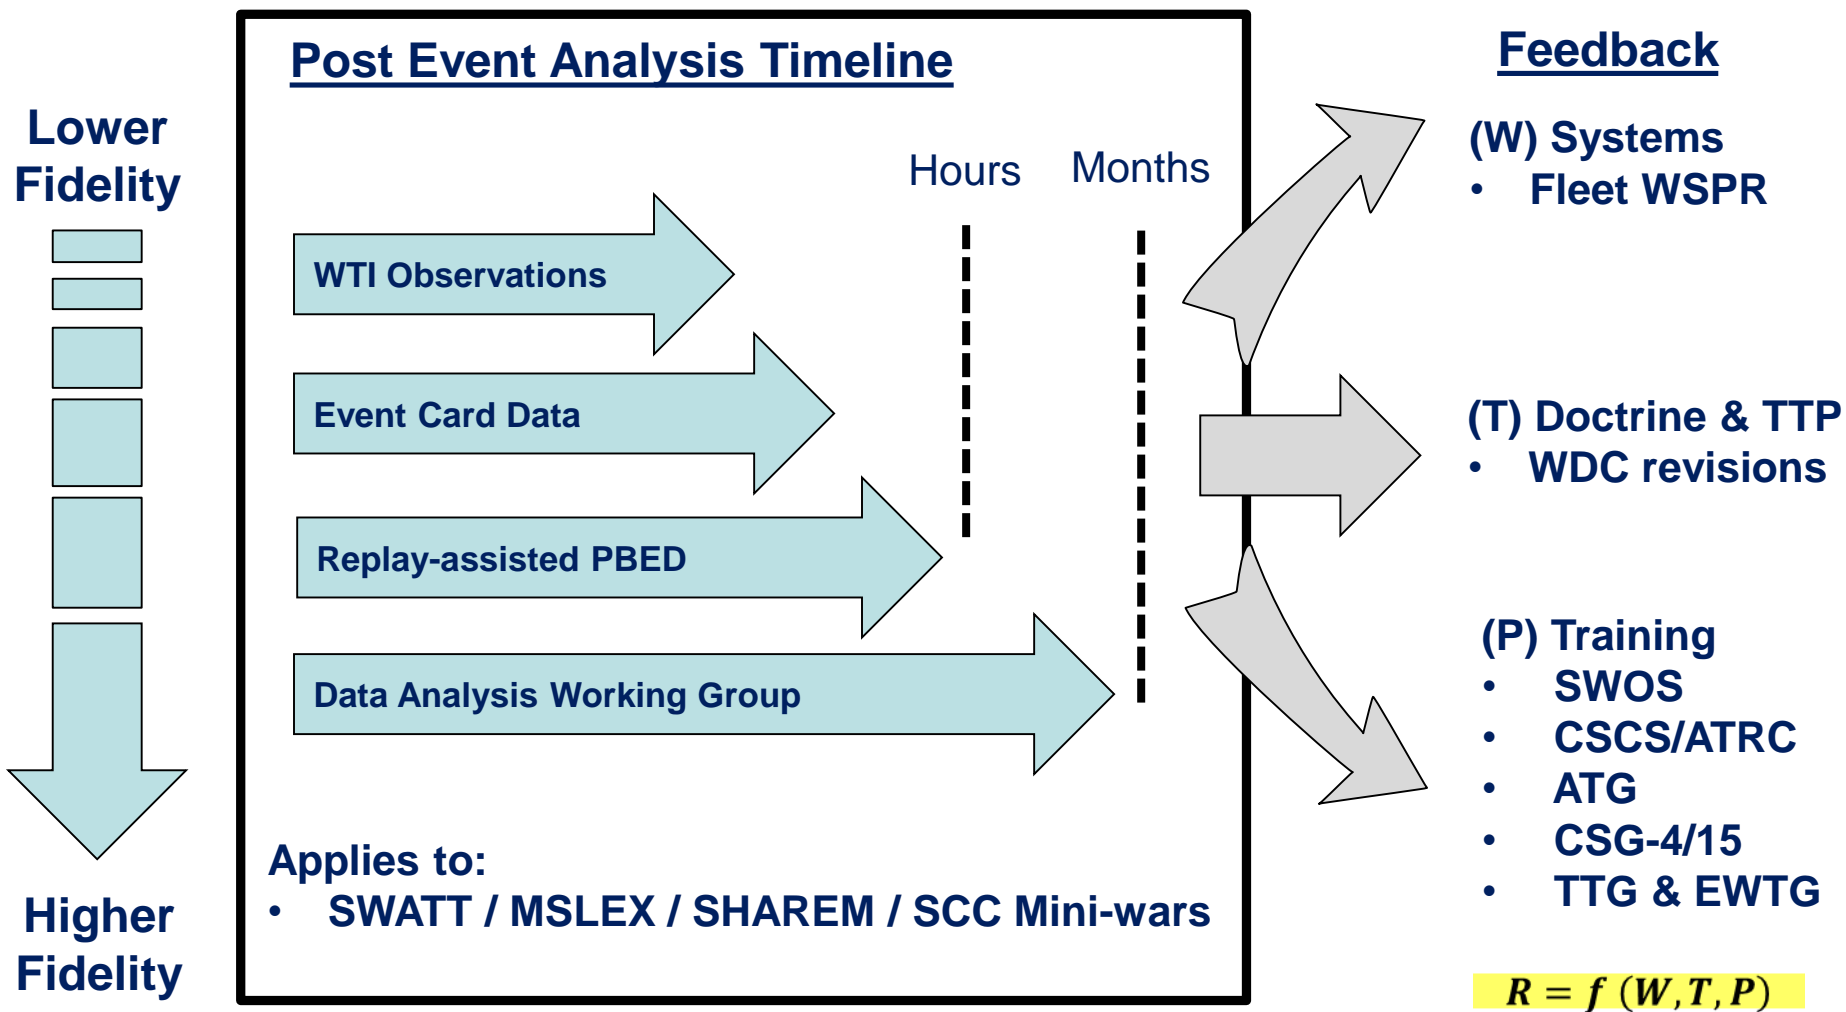 Post Event Analysis Timeline
Feedback
Lower
Fidelity
Hours
Months
WTI Observations
Event Card Data
Replay-assisted PBED
Data Analysis Working Group
Applies to:
• SWATT / MSLEX / SHAREM / SCC Mini-wars
Higher
Fidelity
(W) Systems
• Fleet WSPR
(T) Doctrine & TTP
• WDC revisions
(P) Training
• SWOS
• CSCS/ATRC
• ATG
• CSG-4/15
• TTG & EWTG
R = f (W, T, P)